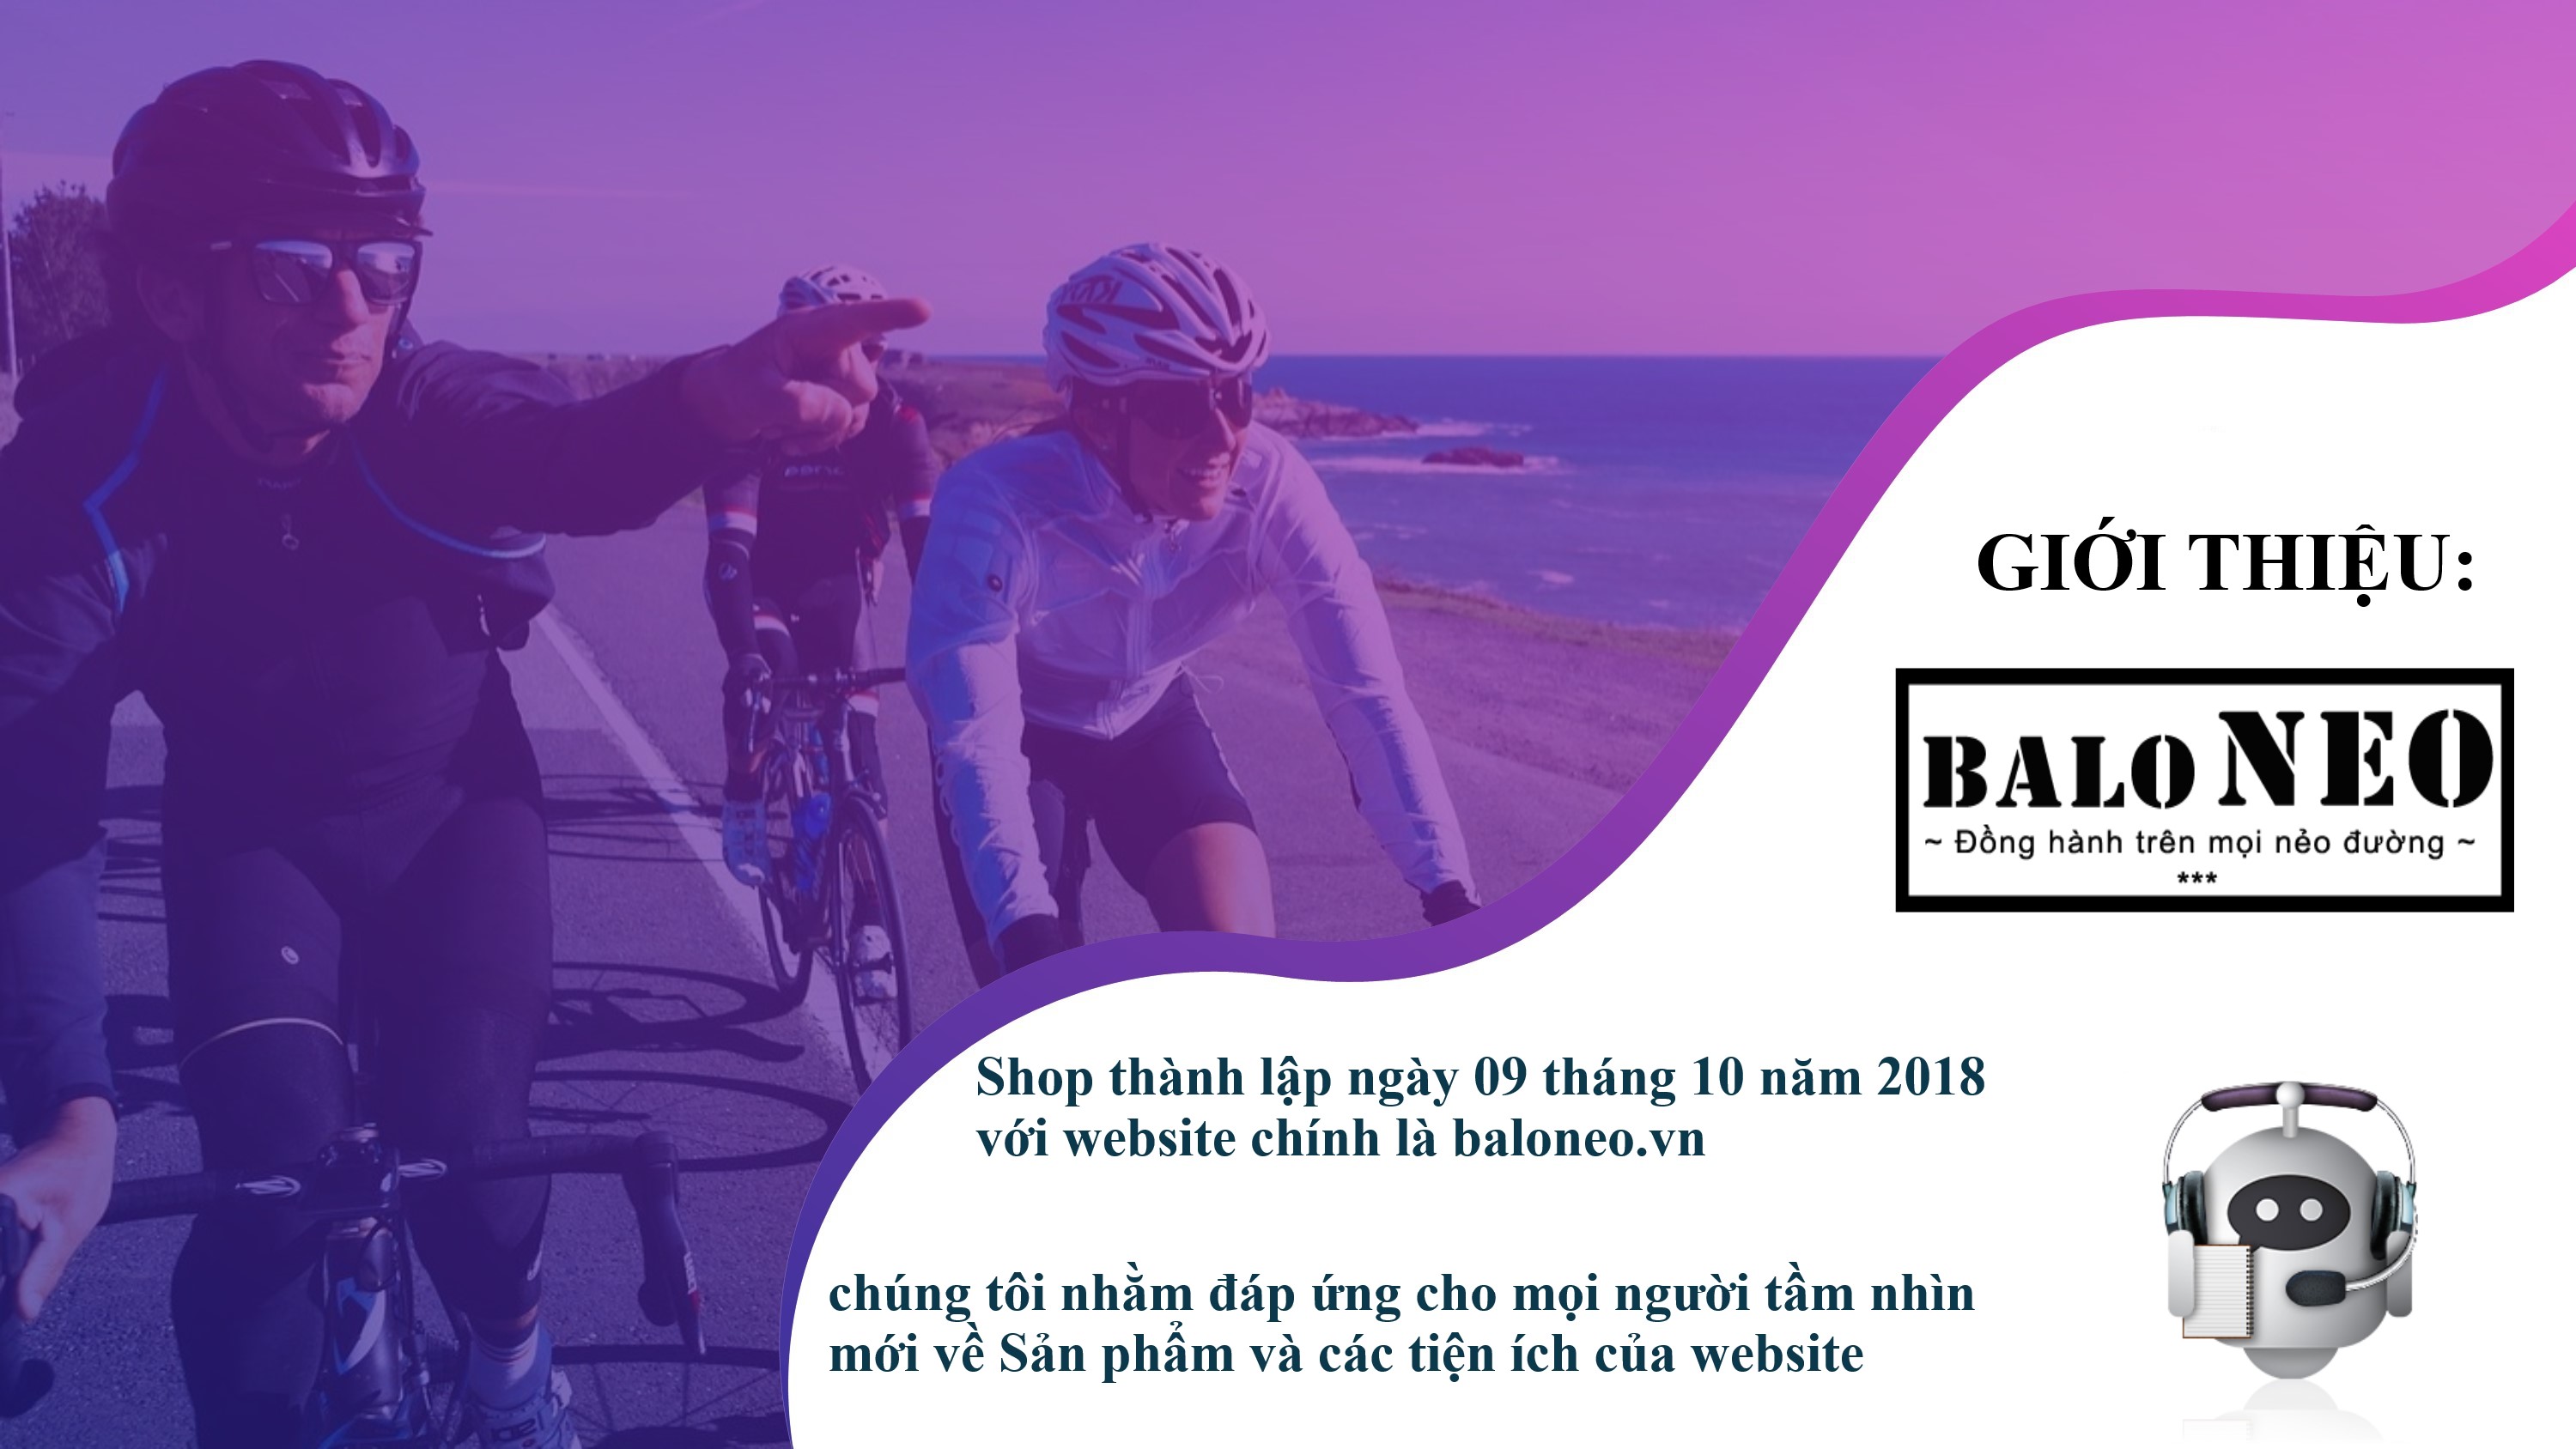 GIỚI THIỆU:
BALO NEO
~ Đồng hành trên mọi nẻo đường ~
***
Shop thành lập ngày 09 tháng 10 năm 2018
với website chính là baloneo.vn
chúng tôi nhằm đáp ứng cho mọi người tầm nhìn
mới về Sản phẩm và các tiện ích của website